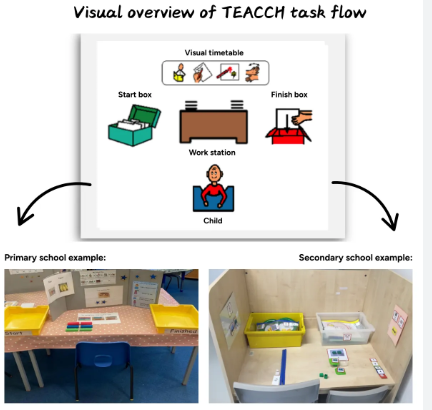 Visual overview of TEACCH task flow
Visual timetable
Start box
Finish box
Work station
Child
Primary school example:
Secondary school example:
Start
Finished